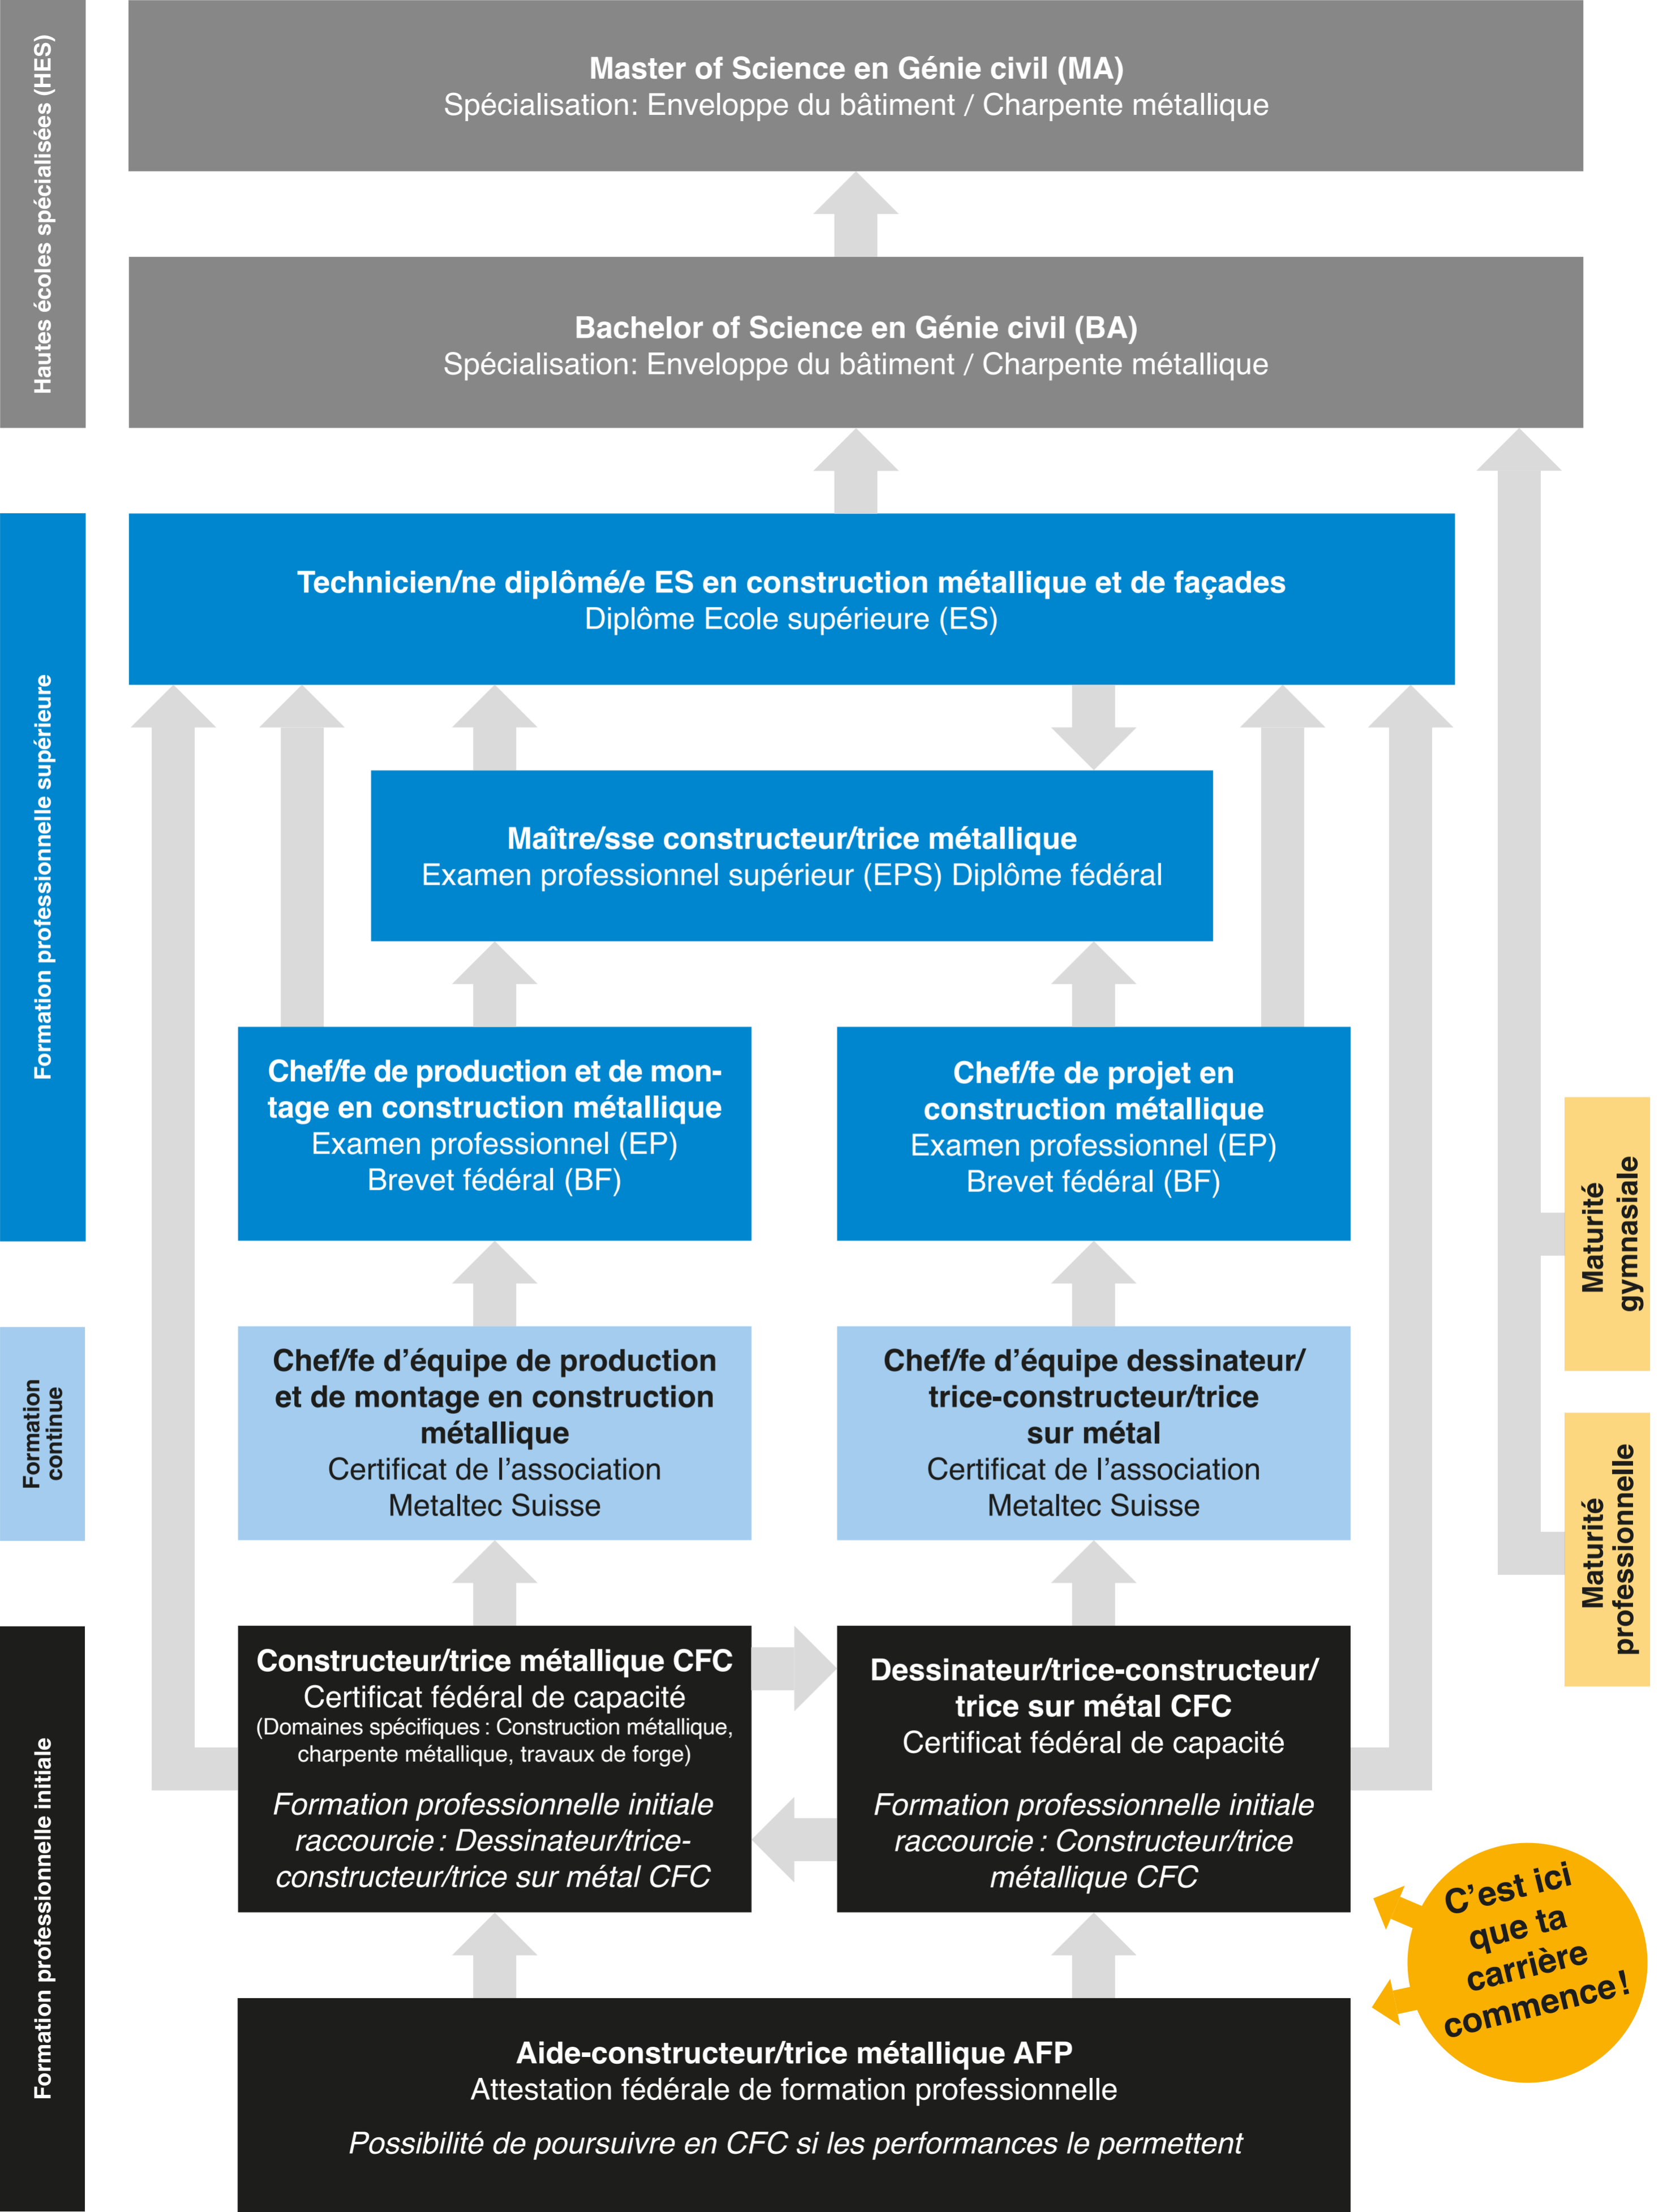 Hautes écoles spécialisées (HES)
Master of Science en Génie civil (MA)
Spécialisation: Enveloppe du bâtiment / Charpente métallique
Bachelor of Science en Génie civil (BA)
Spécialisation: Enveloppe du bâtiment / Charpente métallique
Formation professionnelle supérieure
Technicien/ne diplômé/e ES en construction métallique et de façades
Diplôme Ecole supérieure (ES)
Maître/sse constructeur/trice métallique
Examen professionnel supérieur (EPS) Diplôme fédéral
Chef/fe de production et de mon-
tage en construction métallique
Examen professionnel (EP)
Brevet fédéral (BF)
Chef/fe de projet en
construction métallique
Examen professionnel (EP)
Brevet fédéral (BF)
Maturité
gymnasiale
Formation
continue
Chef/fe d’équipe de production
et de montage en construction
métallique
Certificat de l’association
Metaltec Suisse
Chef/fe d’équipe dessinateur/
trice-constructeur/trice
sur métal
Certificat de l’association
Metaltec Suisse
Maturité
professionnelle
Formation professionnelle initiale
Constructeur/trice métallique CFC
Certificat fédéral de capacité
(Domaines spécifiques : Construction métallique,
charpente métallique, travaux de forge)
Formation professionnelle initiale
raccourcie : Dessinateur/trice-
constructeur/trice sur métal CFC
Dessinateur/trice-constructeur/
trice sur métal CFC
Certificat fédéral de capacité
Formation professionnelle initiale
raccourcie : Constructeur/trice
métallique CFC
C’est ici
que ta
carrière
commence !
Aide-constructeur/trice métallique AFP
Attestation fédérale de formation professionnelle
Possibilité de poursuivre en CFC si les performances le permettent